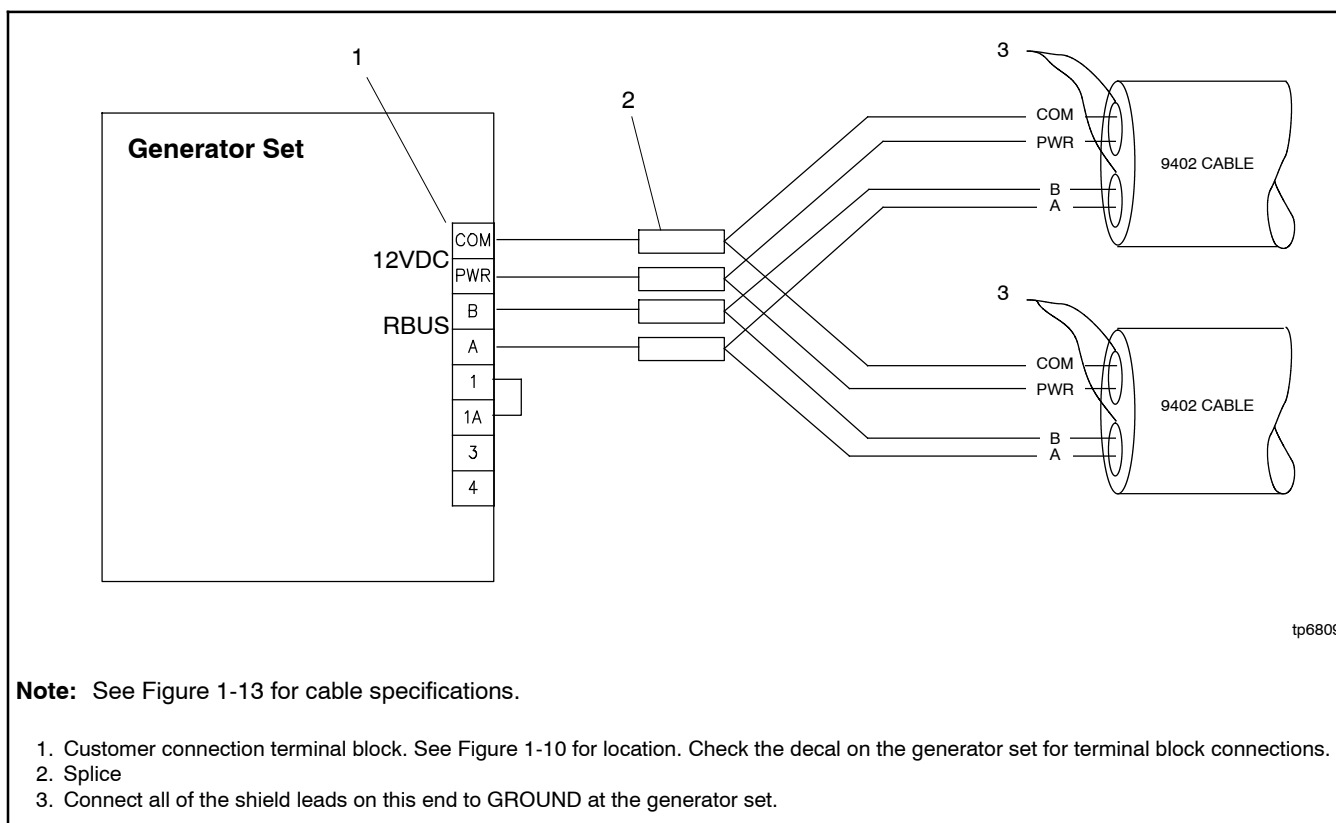 1
2
3
Generator Set
COM
PWR
9402 CABLE
B
A
12VDC
COM
PWR
RBUS
B
A
1
1A
3
4
3
COM
PWR
9402 CABLE
B
A
tp6809
Note: See Figure 1-13 for cable specifications.
1. Customer connection terminal block. See Figure 1-10 for location. Check the decal on the generator set for terminal block connections.
2. Splice
3. Connect all of the shield leads on this end to GROUND at the generator set.